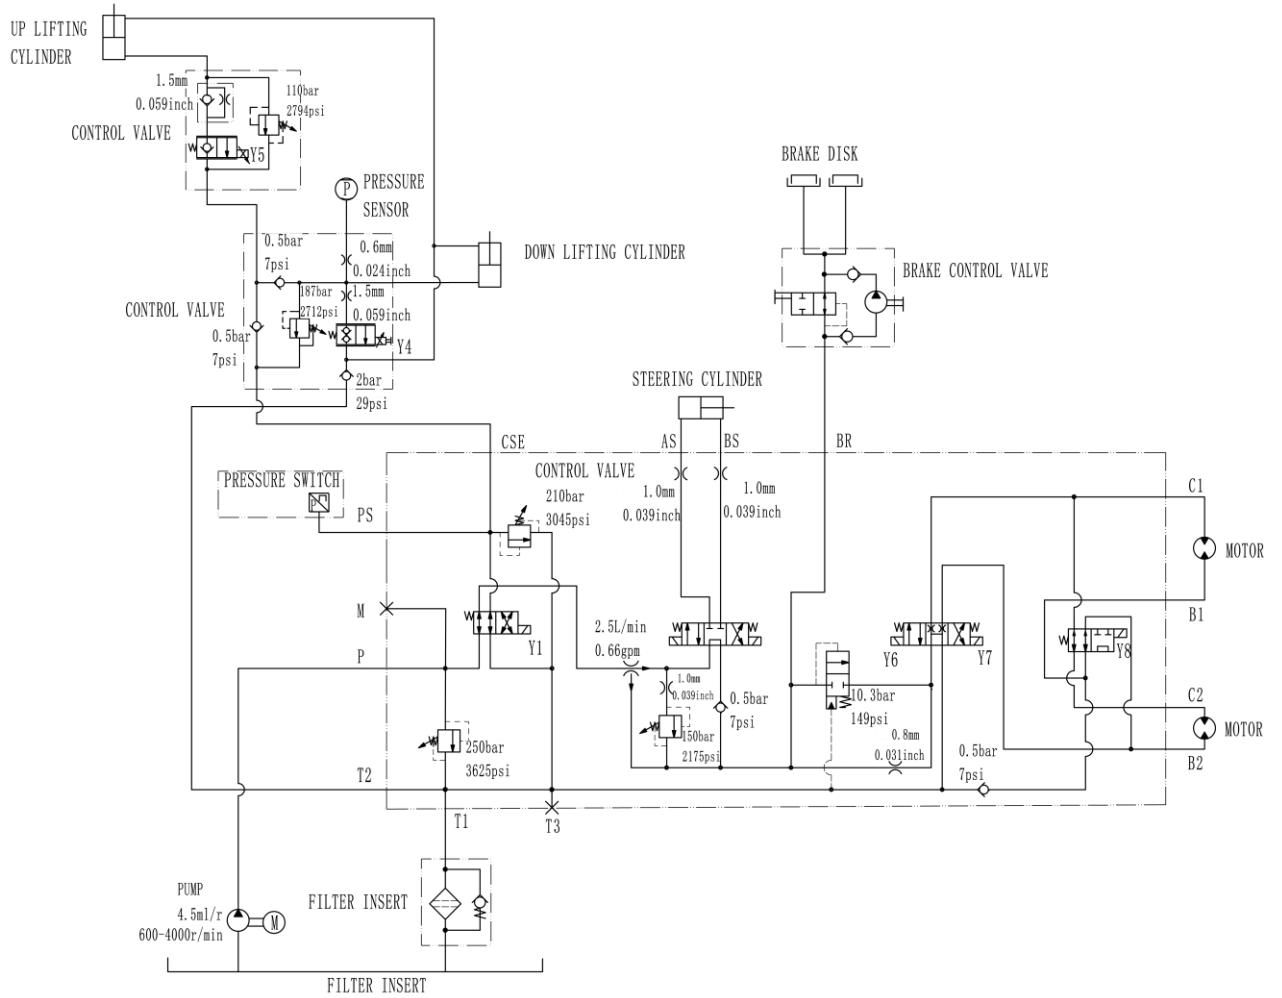 UP LIFTING
CYLINDER
1.5mm
0.059inch
110bar
2794psi
CONTROL VALVE
Y5
P
PRESSURE
SENSOR
BRAKE DISK
0.5bar
7psi
0.6mm
0.024inch
DOWN LIFTING CYLINDER
BRAKE CONTROL VALVE
187bar
2712psi
1.5mm
0.059inch
CONTROL VALVE
0.5bar
7psi
Y4
2bar
29psi
STEERING CYLINDER
CSE
AS
BS
BR
CONTROL VALVE
PRESSURE SWITCH
P
PS
210bar
3045psi
1.0mm
0.039inch
1.0mm
0.039inch
C1
MOTOR
B1
M
Y1
2.5L/min
0.66gpm
Y6
Y7
Y8
P
1.0mm
0.039inch
0.5bar
7psi
10.3bar
149psi
C2
MOTOR
B2
250bar
3625psi
150bar
2175psi
0.8mm
0.031inch
0.5bar
7psi
T2
T1
T3
PUMP
4.5ml/r
600-4000r/min
M
FILTER INSERT
FILTER INSERT